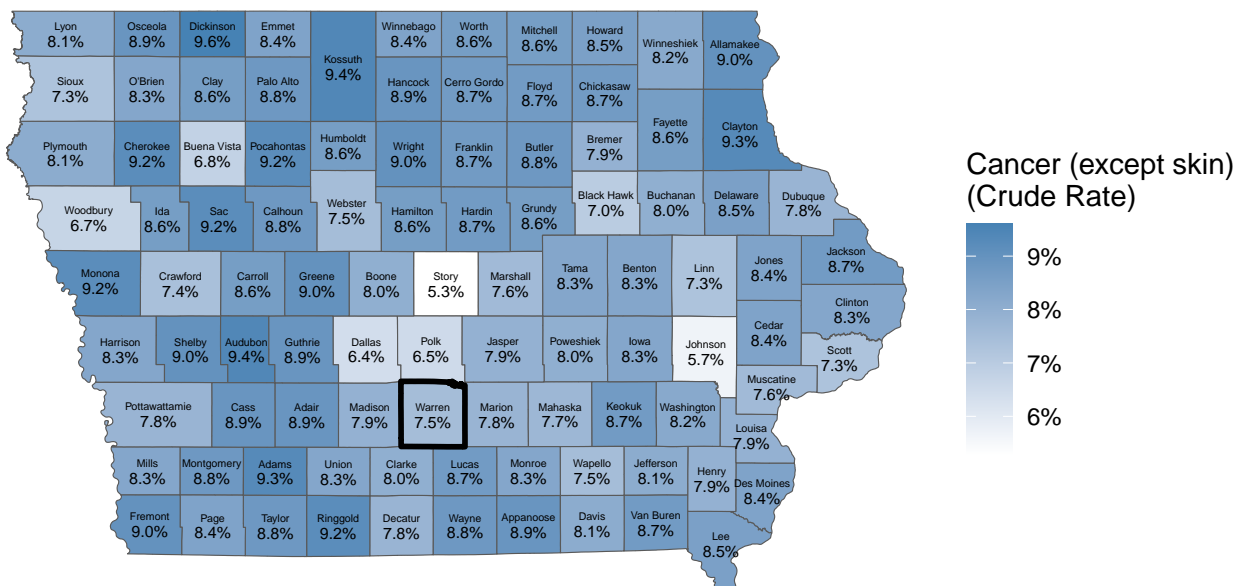 Lyon
8.1%
Osceola
8.9%
Dickinson
9.6%
Emmet
8.4%
Kossuth
9.4%
Winnebago
8.4%
Worth
8.6%
Mitchell
8.6%
Howard
8.5%
Winneshiek
8.2%
Allamakee
9.0%
Sioux
7.3%
O'Brien
8.3%
Clay
8.6%
Palo Alto
8.8%
Hancock
8.9%
Cerro Gordo
8.7%
Floyd
8.7%
Chickasaw
8.7%
Fayette
8.6%
Clayton
9.3%
Plymouth
8.1%
Cherokee
9.2%
Buena Vista
6.8%
Pocahontas
9.2%
Humboldt
8.6%
Wright
9.0%
Franklin
8.7%
Butler
8.8%
Bremer
7.9%
Woodbury
6.7%
Ida
8.6%
Sac
9.2%
Calhoun
8.8%
Webster
7.5%
Hamilton
8.6%
Hardin
8.7%
Grundy
8.6%
Black Hawk
7.0%
Buchanan
8.0%
Delaware
8.5%
Dubuque
7.8%
Monona
9.2%
Crawford
7.4%
Carroll
8.6%
Greene
9.0%
Boone
8.0%
Story
5.3%
Marshall
7.6%
Tama
8.3%
Benton
8.3%
Linn
7.3%
Jones
8.4%
Jackson
8.7%
Clinton
8.3%
Harrison
8.3%
Shelby
9.0%
Audubon
9.4%
Guthrie
8.9%
Dallas
6.4%
Polk
6.5%
Jasper
7.9%
Poweshiek
8.0%
Iowa
8.3%
Johnson
5.7%
Cedar
8.4%
Scott
7.3%
Muscatine
7.6%
Pottawattamie
7.8%
Cass
8.9%
Adair
8.9%
Madison
7.9%
Warren
7.5%
Marion
7.8%
Mahaska
7.7%
Keokuk
8.7%
Washington
8.2%
Louisa
7.9%
Mills
8.3%
Montgomery
8.8%
Adams
9.3%
Union
8.3%
Clarke
8.0%
Lucas
8.7%
Monroe
8.3%
Wapello
7.5%
Jefferson
8.1%
Henry
7.9%
Des Moines
8.4%
Fremont
9.0%
Page
8.4%
Taylor
8.8%
Ringgold
9.2%
Decatur
7.8%
Wayne
8.8%
Appanoose
8.9%
Davis
8.1%
Van Buren
8.7%
Lee
8.5%
Cancer (except skin)
(Crude Rate)
9%
8%
7%
6%